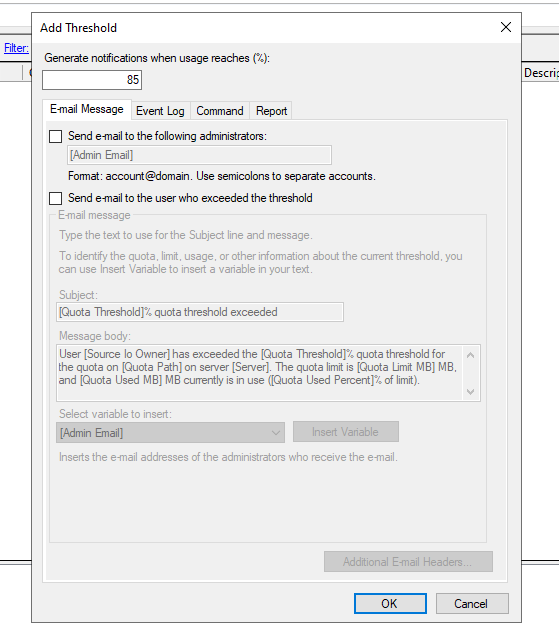 Add Threshold
Filter:
Generate notifications when usage reaches (%):
85
Descrip
E-mail Message Event Log Command Report
Send e-mail to the following administrators:
[Admin Email]
Format: account@domain. Use semicolons to separate accounts.
Send e-mail to the user who exceeded the threshold
E-mail message
Type the text to use for the Subject line and message.
To identify the quota, limit, usage, or other information about the current threshold, you
can use Insert Variable to insert a variable in your text.
Subject:
[Quota Threshold]% quota threshold exceeded
Message body:
User [Source Io Owner] has exceeded the [Quota Threshold]% quota threshold for
the quota on [Quota Path] on server [Server]. The quota limit is [Quota Limit MB] MB,
and [Quota Used MB] MB currently is in use ([Quota Used Percent]% of limit).
Select variable to insert:
[Admin Email] Insert Variable
Inserts the e-mail addresses of the administrators who receive the e-mail.
Additional E-mail Headers...
OK Cancel